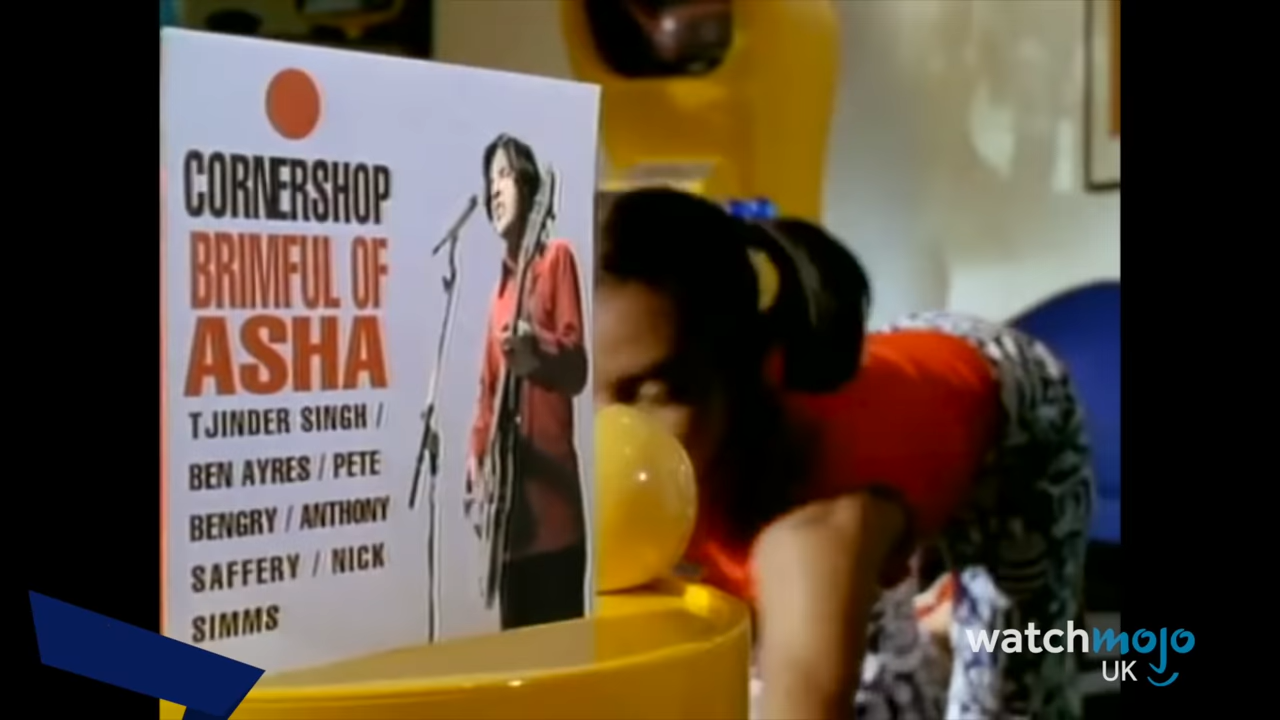 CORNERSHOP
BRIMFUL OF
ASHA
TJINDER SINGH /
BEN AYRES / PETE
BENGRY / ANTHONY
SAFFERY / NICK
SIMMS
watchmojo
UK